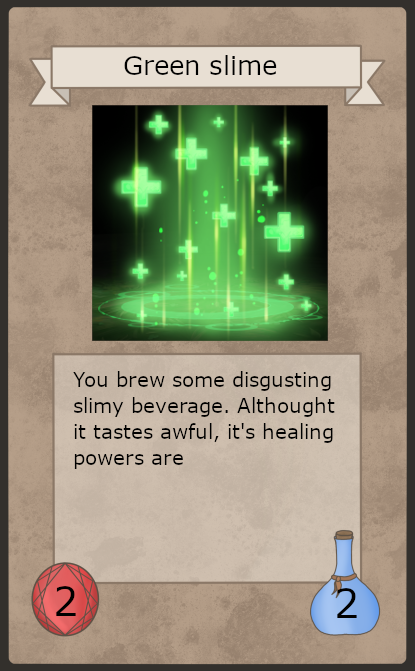 Green slime
You brew some disgusting
slimy beverage. Althought
it tastes awful, it's healing
powers are
2
2